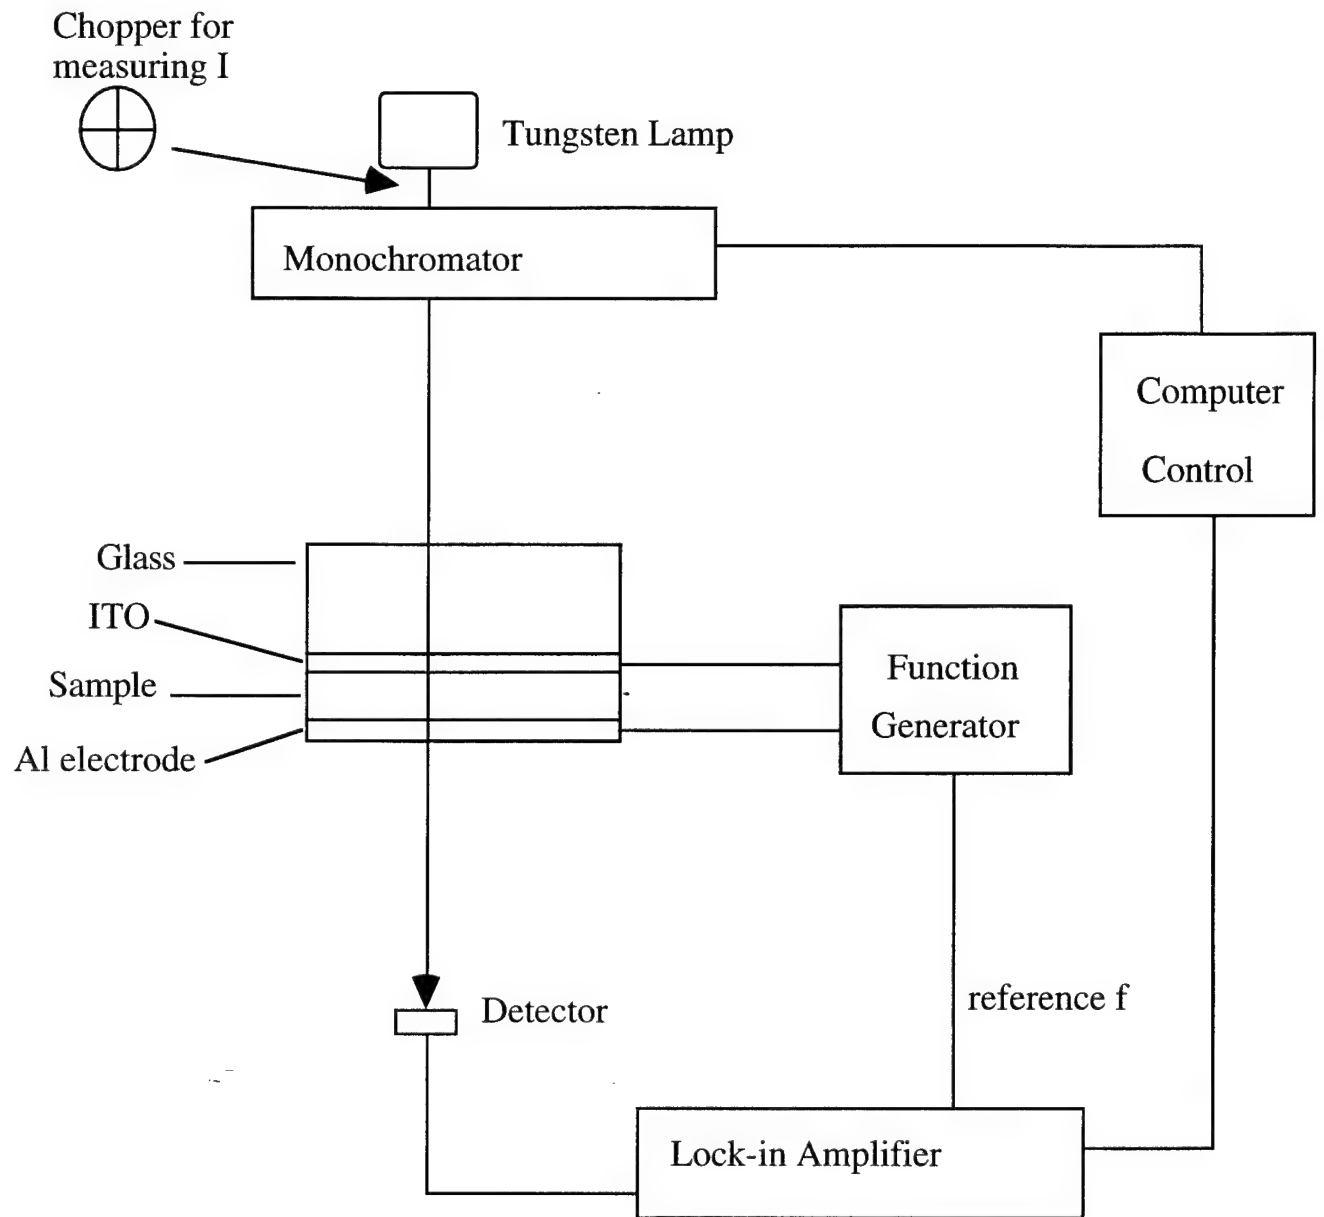 Chopper for
measuring I
Tungsten Lamp
Monochromator
Computer
Control
Glass
ITO
Sample
Al electrode
Function
Generator
reference f
Detector
Lock-in Amplifier